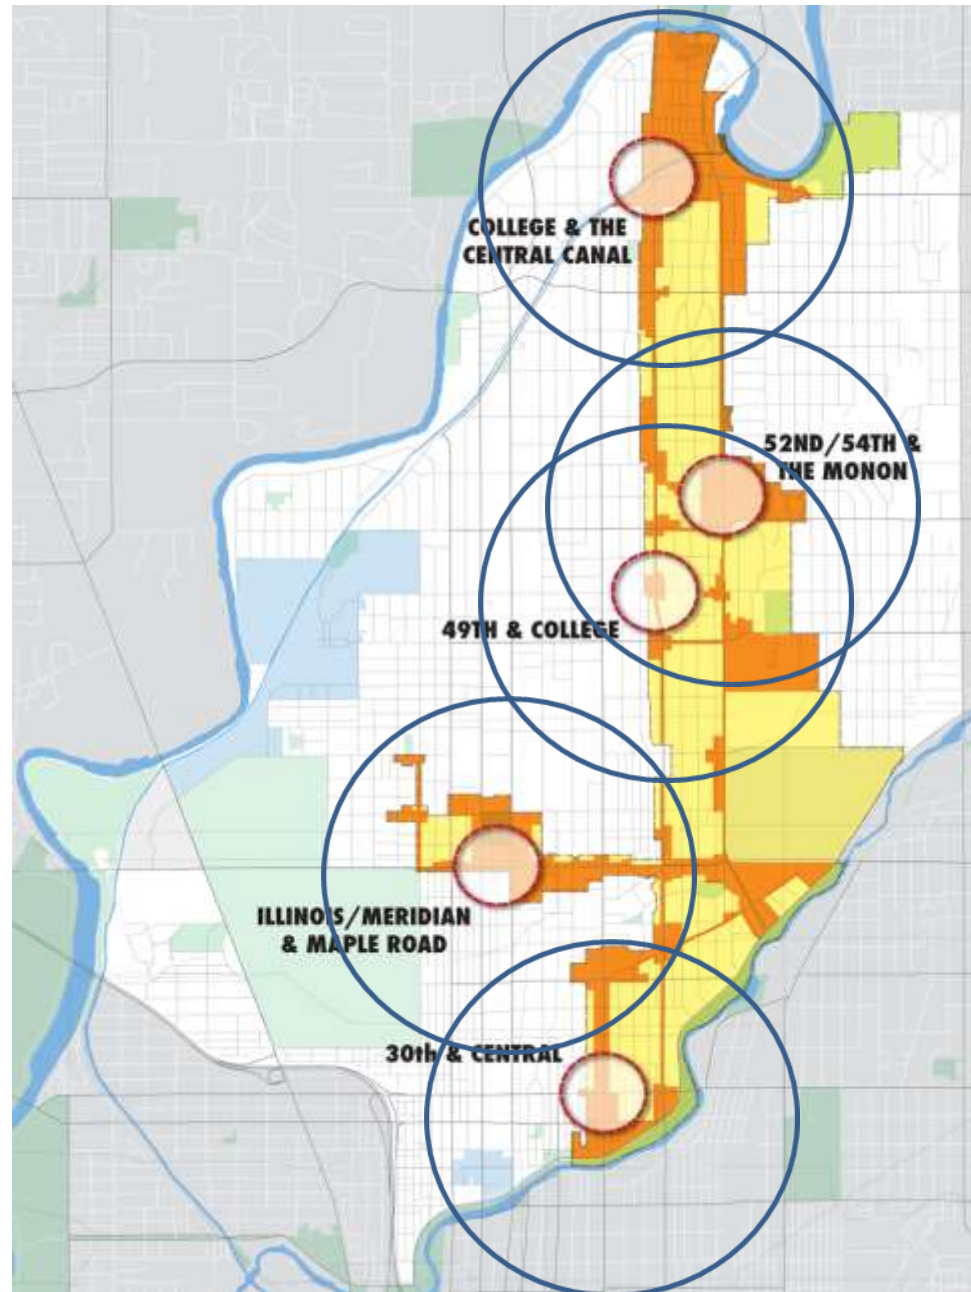 COLLEGE & THE
CENTRAL CANAL
52ND/54TH &
THE MONON
49TH & COLLEGE
ILLINOIS/MERIDIAN
& MAPLE ROAD
30th & CENTRAL